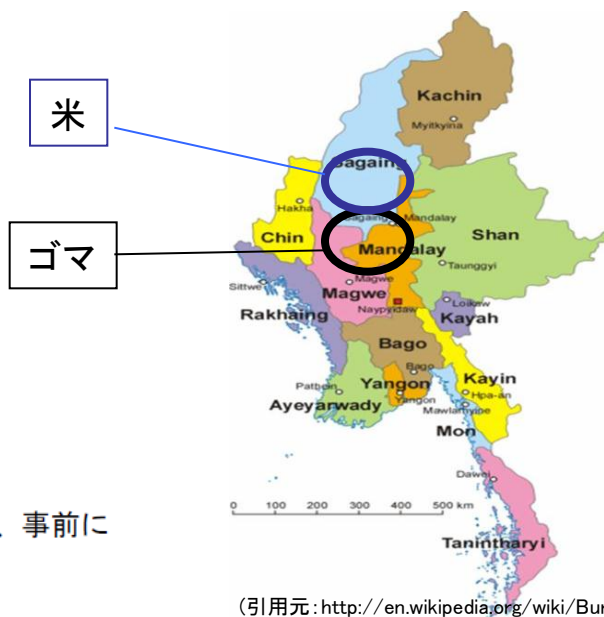 米
ゴマ
Kachin
Myitkyina
Sagaing
Sagaing
Mandalay
Hakha
Chin
Shan
Mandalay
Taunggyi
Magwe
Magwe
Sittwe
Rakhaing
Naypyidaw
Loikaw
Kayah
Bago
Bago
Yangon
Yangon
Pathein
Ayeyarwady
Kayin
Hpa-an
Mawlamyine
Mon
Dawei
0 100 200 300 400 500
km
Tanintharyi
、事前に
(引用元:http://en.wikipedia.org/wiki/Bur